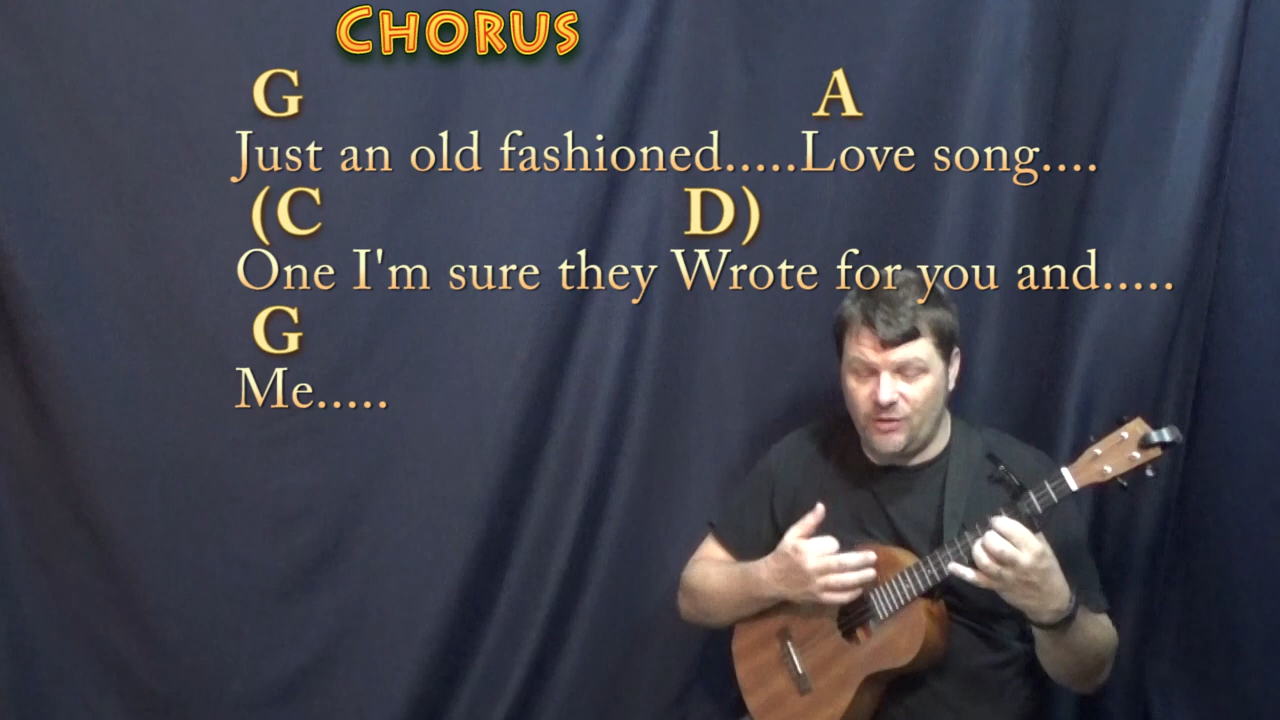 CHORUS
G A
Just an old fashioned.....Love song....
(C D)
One I'm sure they Wrote for you and.....
G
Me.....